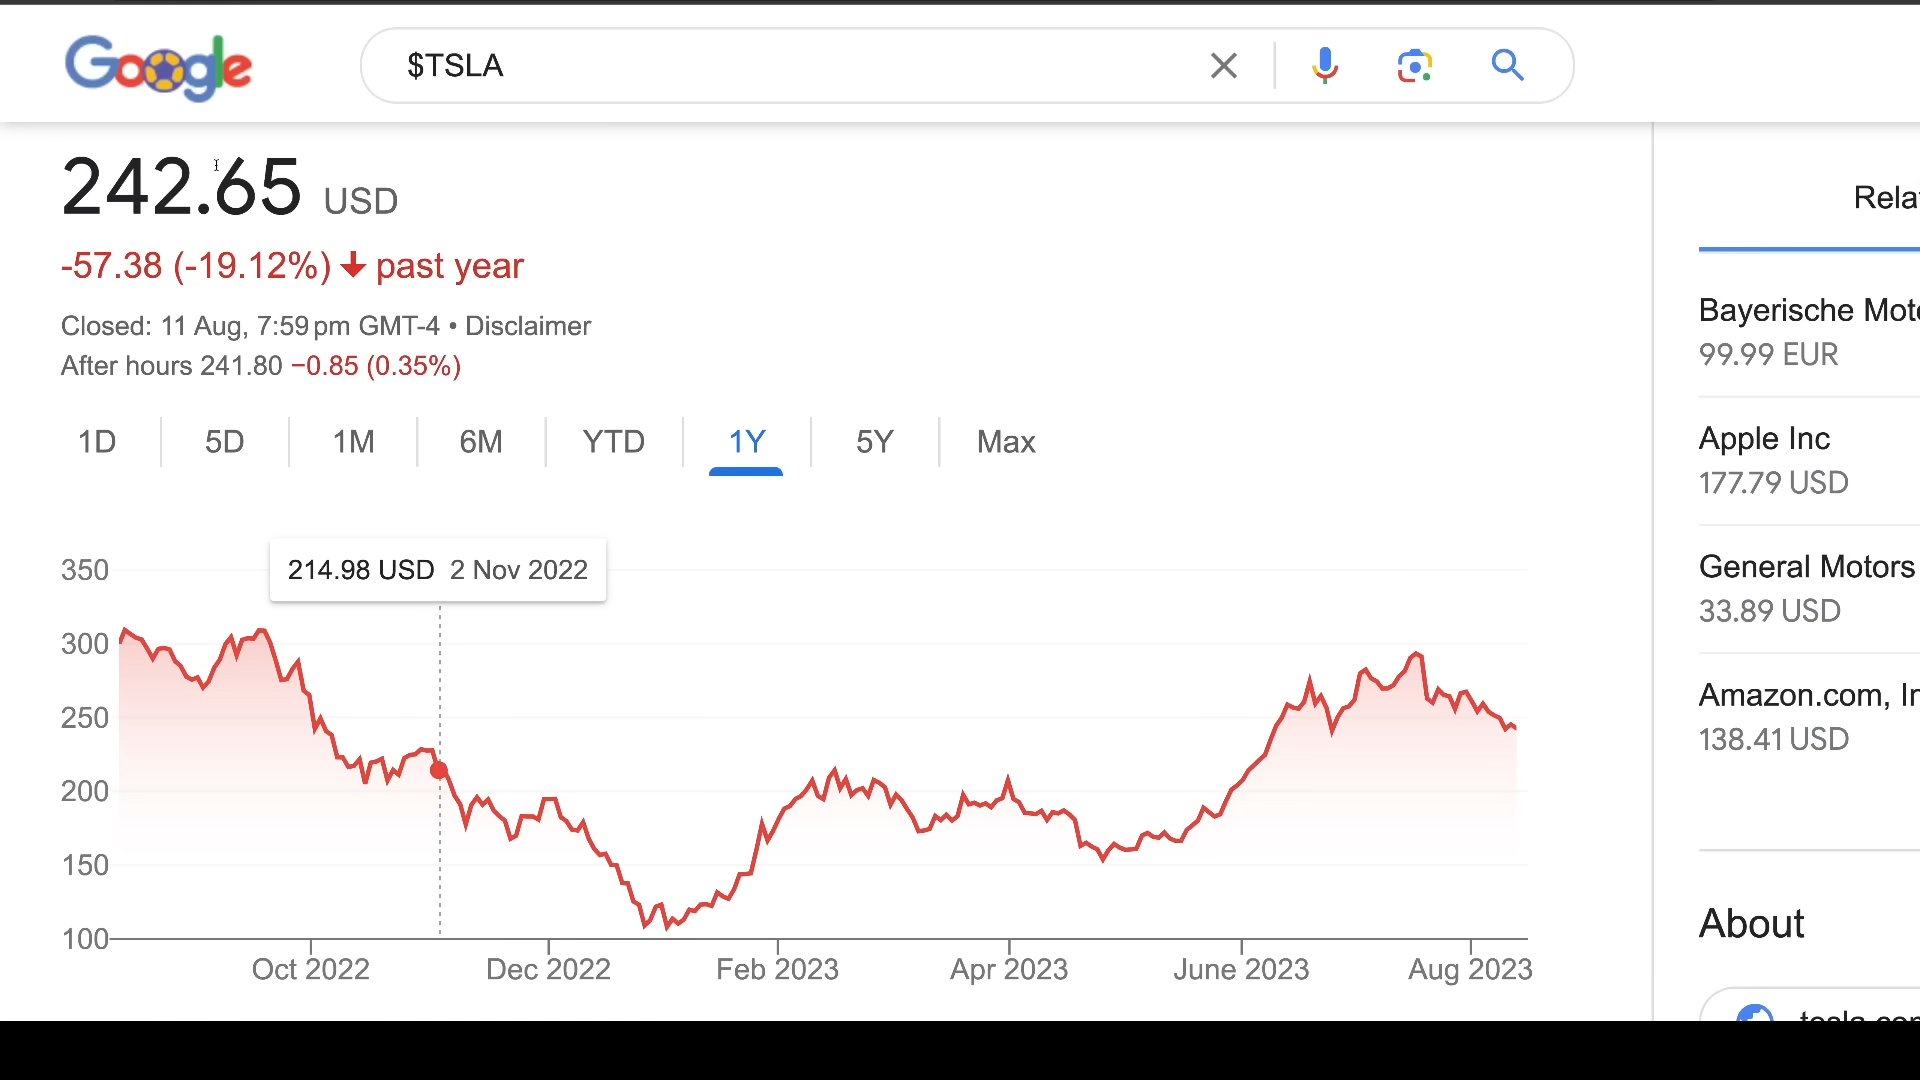 Google
$TSLA
242.65 USD
-57.38 (-19.12%) past year
Closed: 11 Aug, 7:59 pm GMT-4 • Disclaimer
After hours 241.80 −0.85 (0.35%)
1D 5D 1M 6M YTD 1Y 5Y Max
214.98 USD 2 Nov 2022
350
300
250
200
150
100
Oct 2022 Dec 2022 Feb 2023 Apr 2023 June 2023 Aug 2023
Rela
Bayerische Moto
99.99 EUR
Apple Inc
177.79 USD
General Motors
33.89 USD
Amazon.com, In
138.41 USD
About